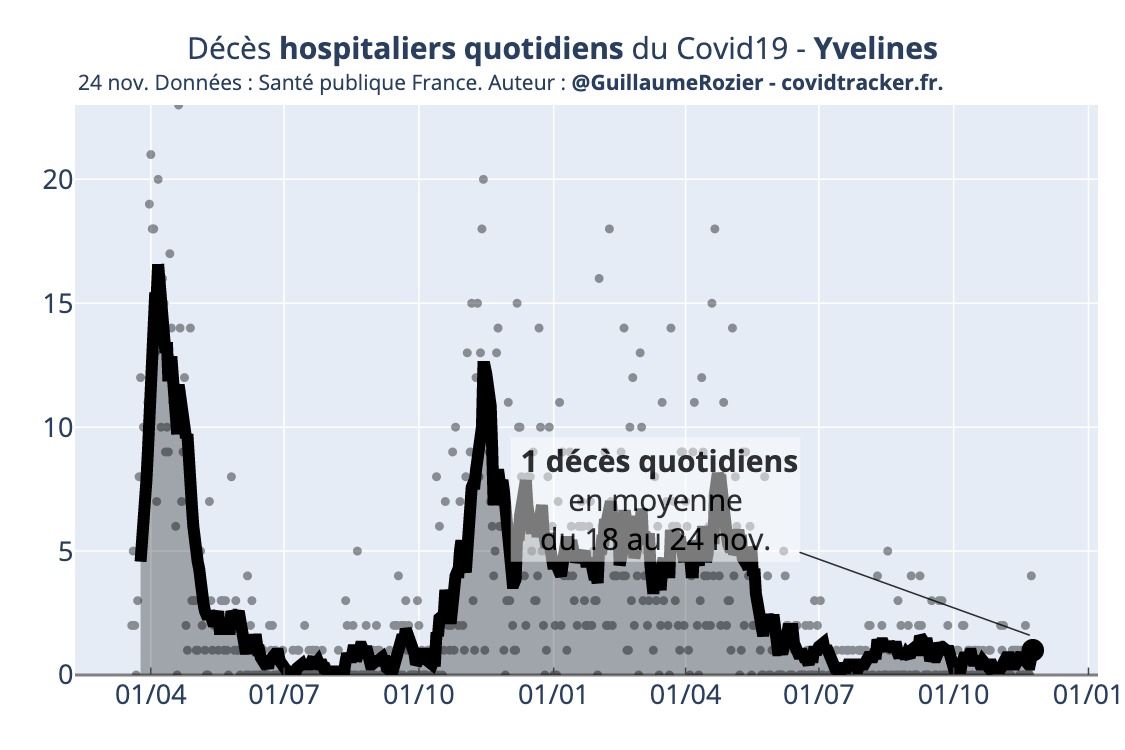 Décès hospitaliers quotidiens du Covid19 - Yvelines
24 nov. Données : Santé publique France. Auteur : @GuillaumeRozier - covidtracker.fr.
20
15
10
5
0
1 décès quotidiens
en moyenne
du 18 au 24 nov.
01/04 01/07 01/10 01/01 01/04 01/07 01/10 01/01